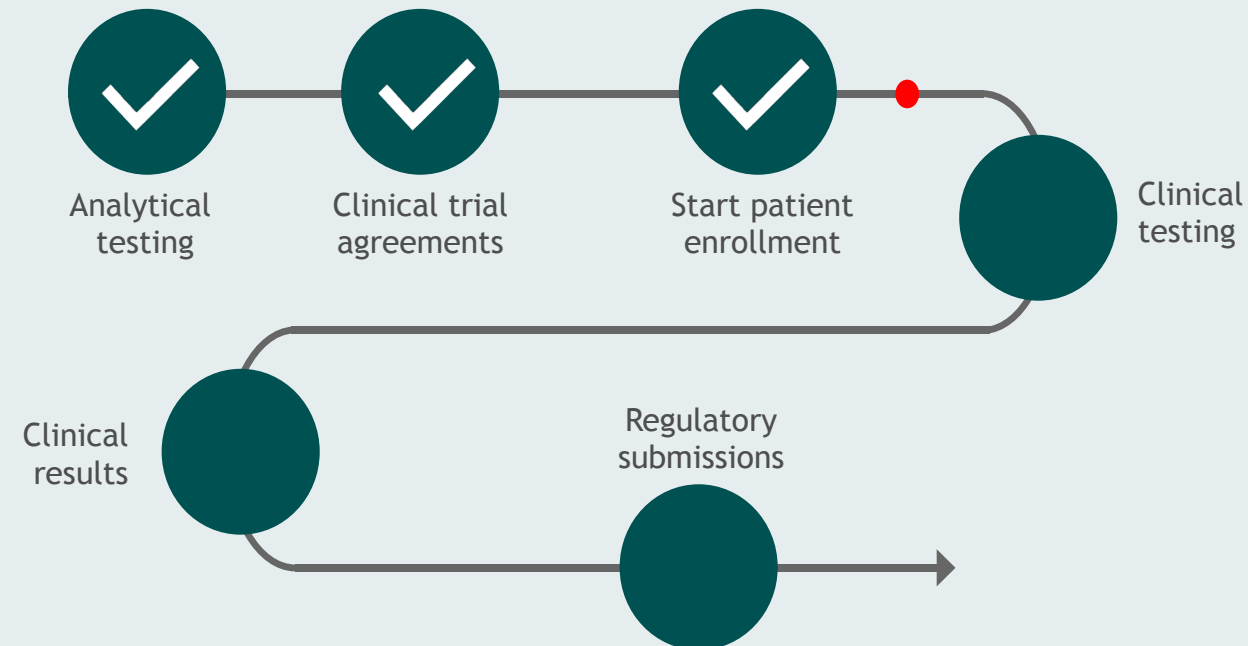 Analytical
testing
Clinical trial
agreements
Start patient
enrollment
Clinical
testing
Clinical
results
Regulatory
submissions